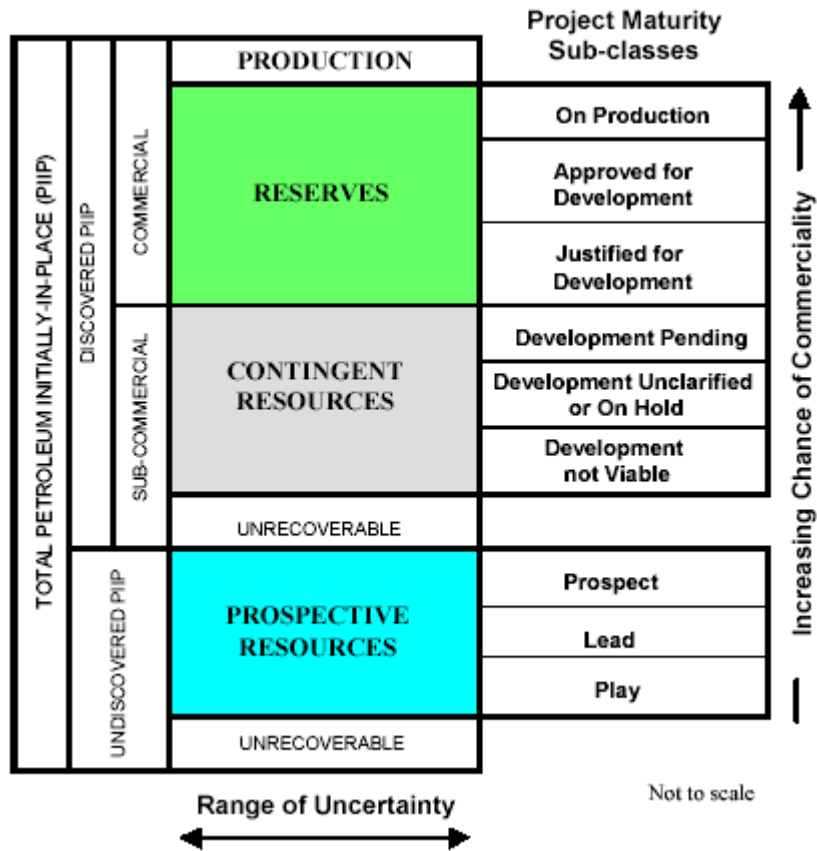 Project Maturity
Sub-classes
PRODUCTION
On Production
RESERVES
Approved for
Development
Justified for
Development
COMMERCIAL
CONTINGENT
RESOURCES
Development Pending
Development Unclarified
or On Hold
Development
not Viable
SUB-COMMERCIAL
UNRECOVERABLE
DISCOVERED PIIP
PROSPECTIVE
RESOURCES
Prospect
Lead
Play
UNRECOVERABLE
UNDISCOVERED PIIP
TOTAL PETROLEUM INITIALLY-IN-PLACE (PIIP)
Increasing Chance of Commerciality
Range of Uncertainty
Not to scale